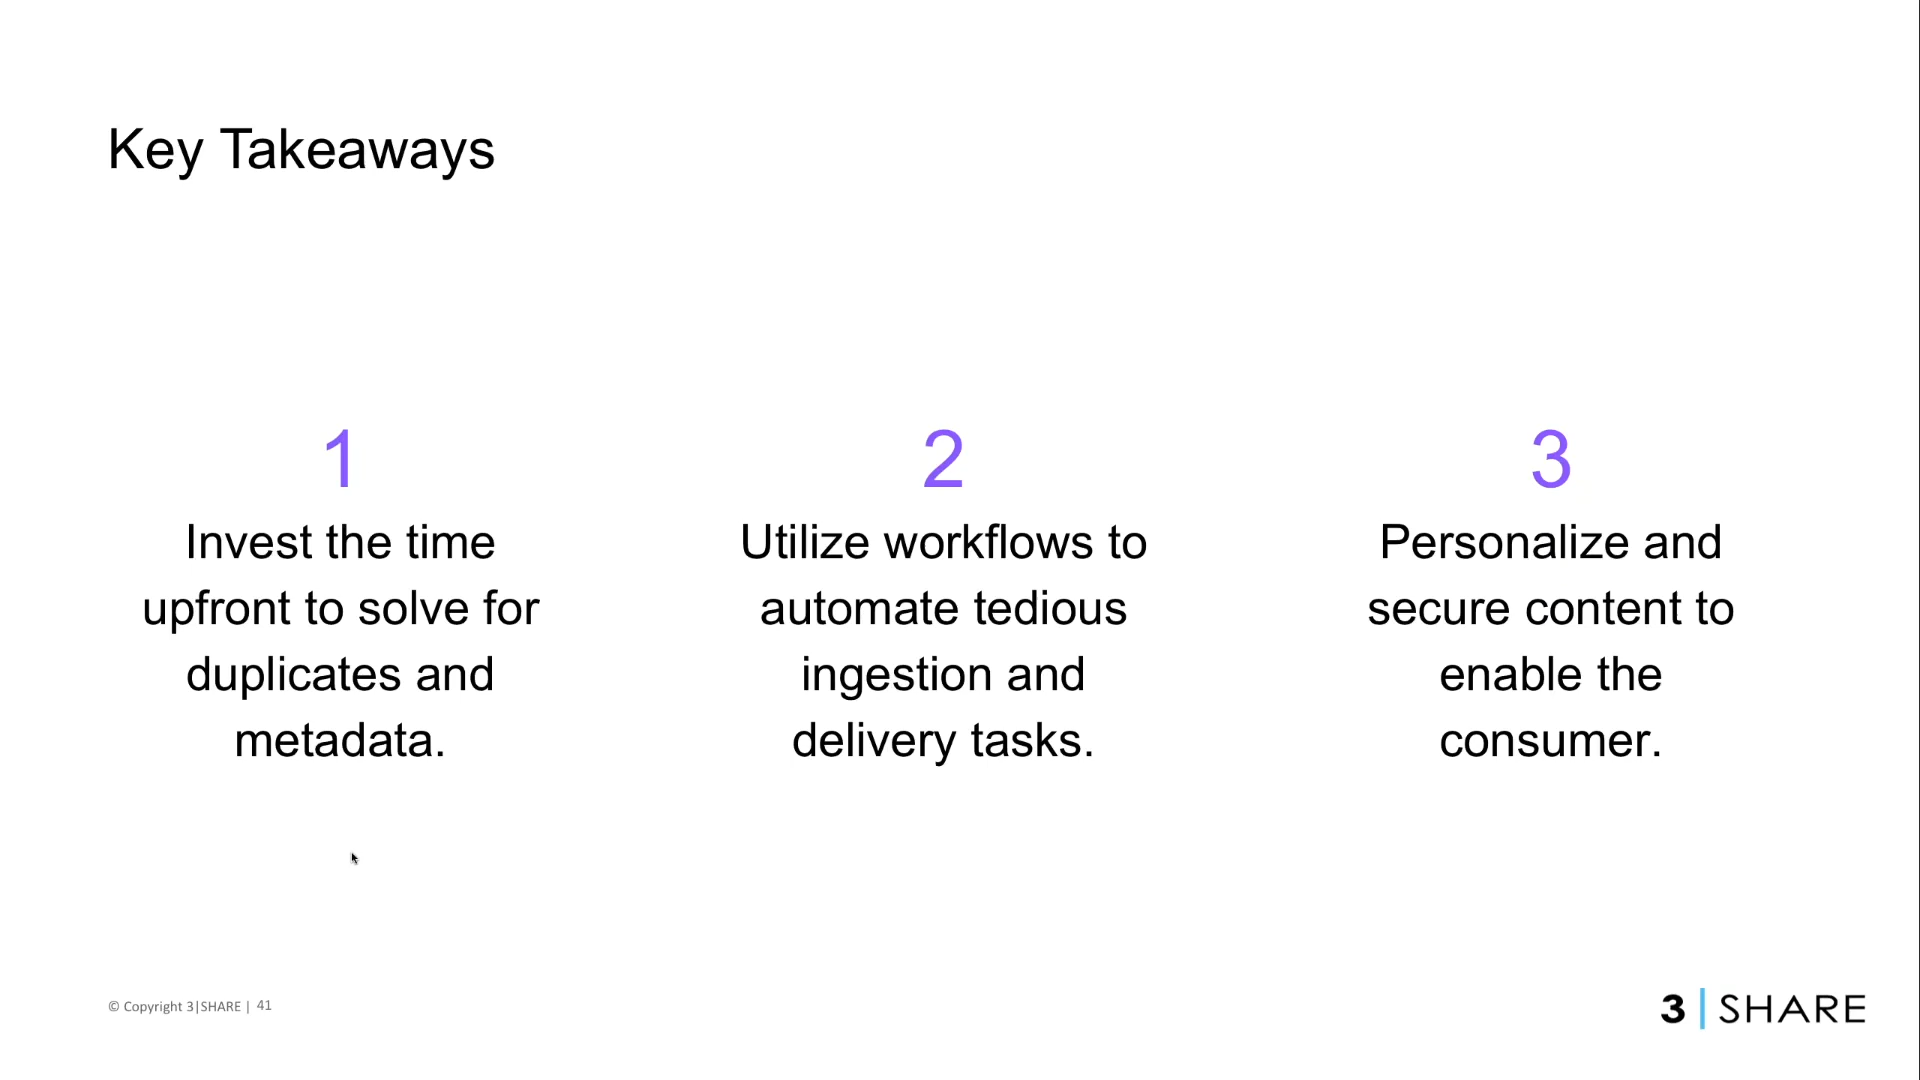 Key Takeaways
1
Invest the time
upfront to solve for
duplicates and
metadata.
2
Utilize workflows to
automate tedious
ingestion and
delivery tasks.
3
Personalize and
secure content to
enable the
consumer.
© Copyright 3|SHARE | 41
3 | SHARE